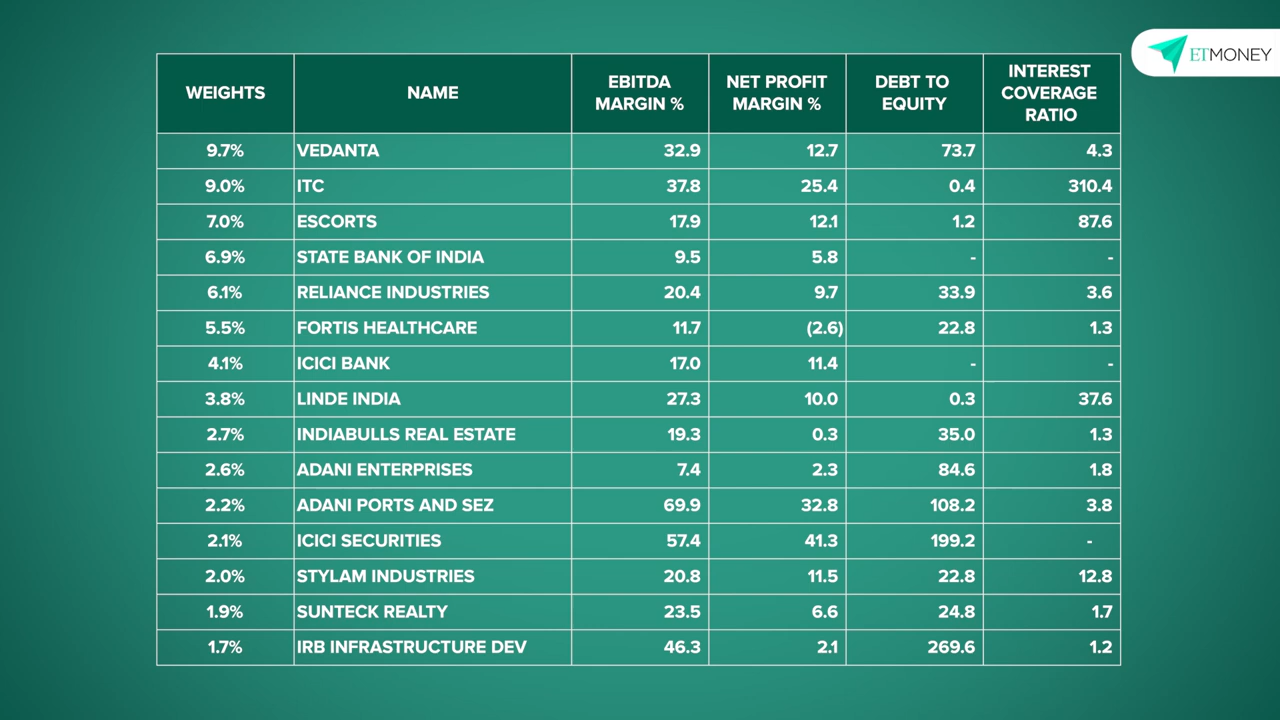 ETMONEY
WEIGHTS NAME EBITDA MARGIN % NET PROFIT MARGIN % DEBT TO EQUITY INTEREST COVERAGE RATIO
9.7% VEDANTA 32.9 12.7 73.7 4.3
9.0% ITC 37.8 25.4 0.4 310.4
7.0% ESCORTS 17.9 12.1 1.2 87.6
6.9% STATE BANK OF INDIA 9.5 5.8 - -
6.1% RELIANCE INDUSTRIES 20.4 9.7 33.9 3.6
5.5% FORTIS HEALTHCARE 11.7 (2.6) 22.8 1.3
4.1% ICICI BANK 17.0 11.4 - -
3.8% LINDE INDIA 27.3 10.0 0.3 37.6
2.7% INDIABULLS REAL ESTATE 19.3 0.3 35.0 1.3
2.6% ADANI ENTERPRISES 7.4 2.3 84.6 1.8
2.2% ADANI PORTS AND SEZ 69.9 32.8 108.2 3.8
2.1% ICICI SECURITIES 57.4 41.3 199.2 -
2.0% STYLAM INDUSTRIES 20.8 11.5 22.8 12.8
1.9% SUNTECK REALTY 23.5 6.6 24.8 1.7
1.7% IRB INFRASTRUCTURE DEV 46.3 2.1 269.6 1.2